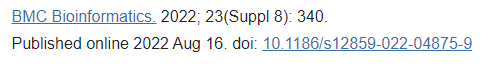 BMC Bioinformatics. 2022; 23(Suppl 8): 340.
Published online 2022 Aug 16. doi: 10.1186/s12859-022-04875-9